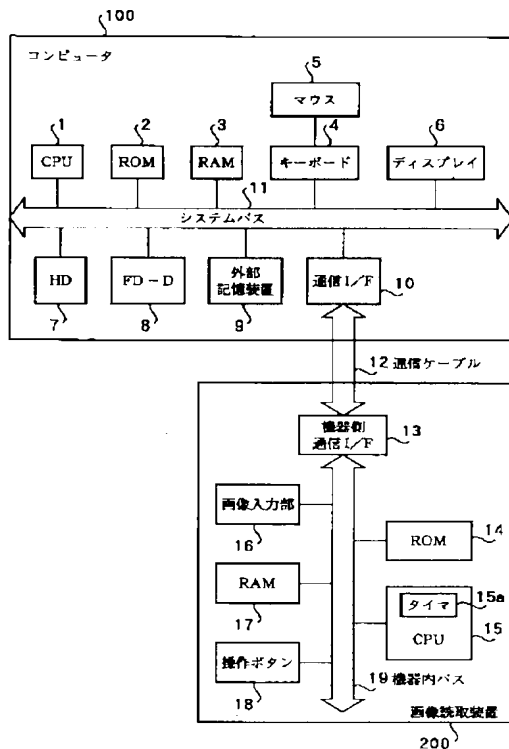 100
コンピュータ
5
マウス
1
2
3
4
6
CPU
ROM
RAM
キーボード
ディスプレイ
11
システムバス
HD
FD-D
外部
記憶装置
通信I/F
10
7
8
9
12 通信ケーブル
機器側
通信I/F
13
画像入力部
16
ROM
14
RAM
17
タイマ
15a
CPU
15
操作ボタン
18
19 機器内バス
画像読取装置
200